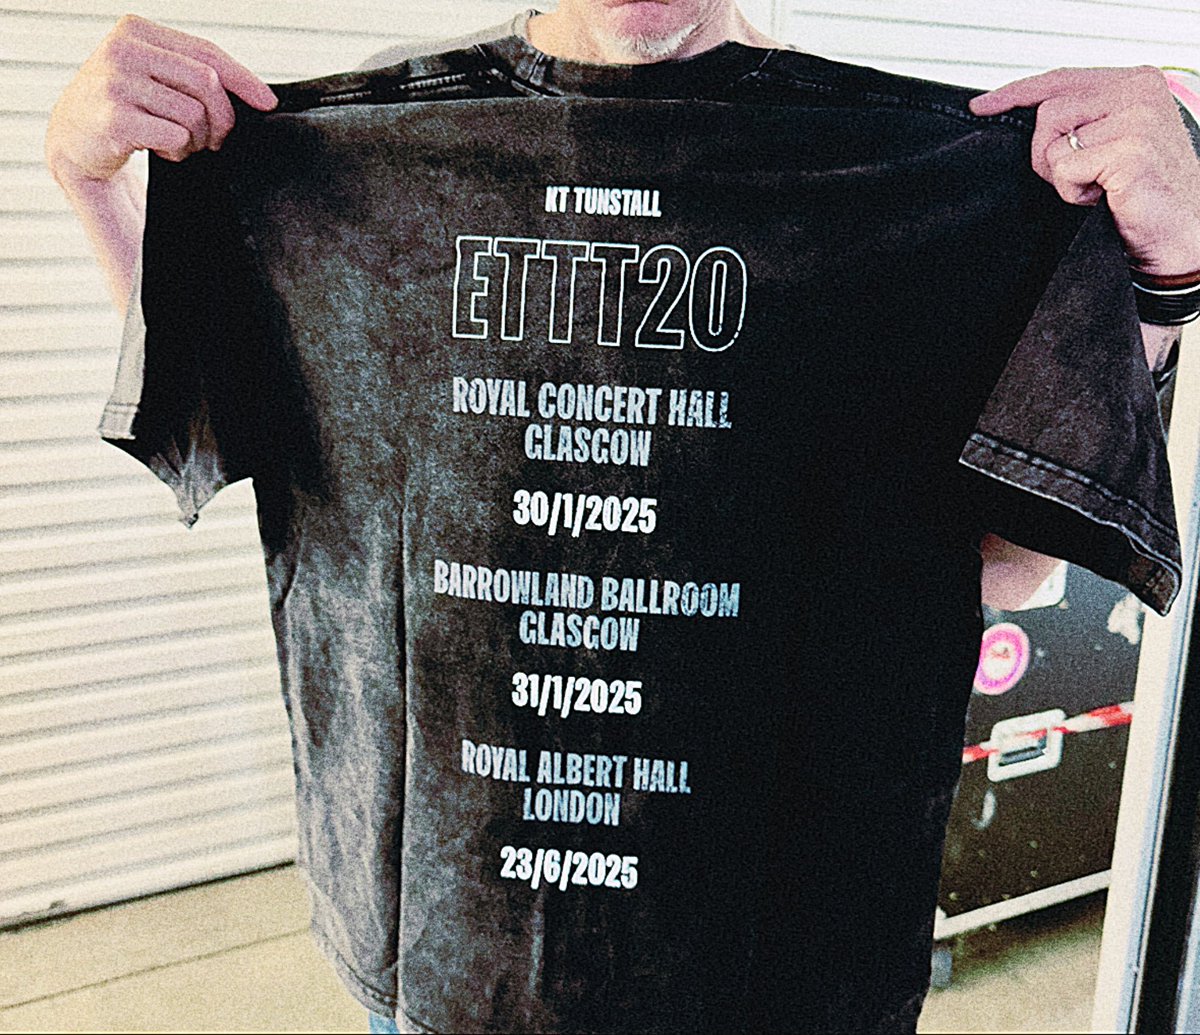 KT TUNSTALL
ETTT20
ROYAL CONCERT HALL
GLASGOW
30/1/2025
BARROWLAND BALLROOM
GLASGOW
31/1/2025
ROYAL ALBERT HALL
LONDON
23/6/2025